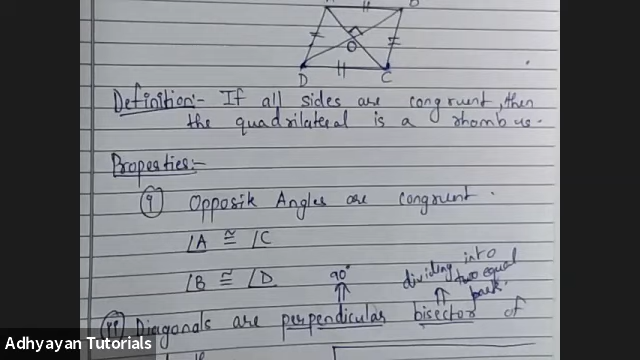 O
D
C
Definition:- If all sides are congruent, then
the quadrilateral is a rhombus.
Properties:-
(i) Opposite Angles are congruent.
∠A ≅ ∠C
∠B ≅ ∠D
90°
dividing into
two equal
part.
(ii) Diagonals are perpendicular bisector of
Adhyayan Tutorials